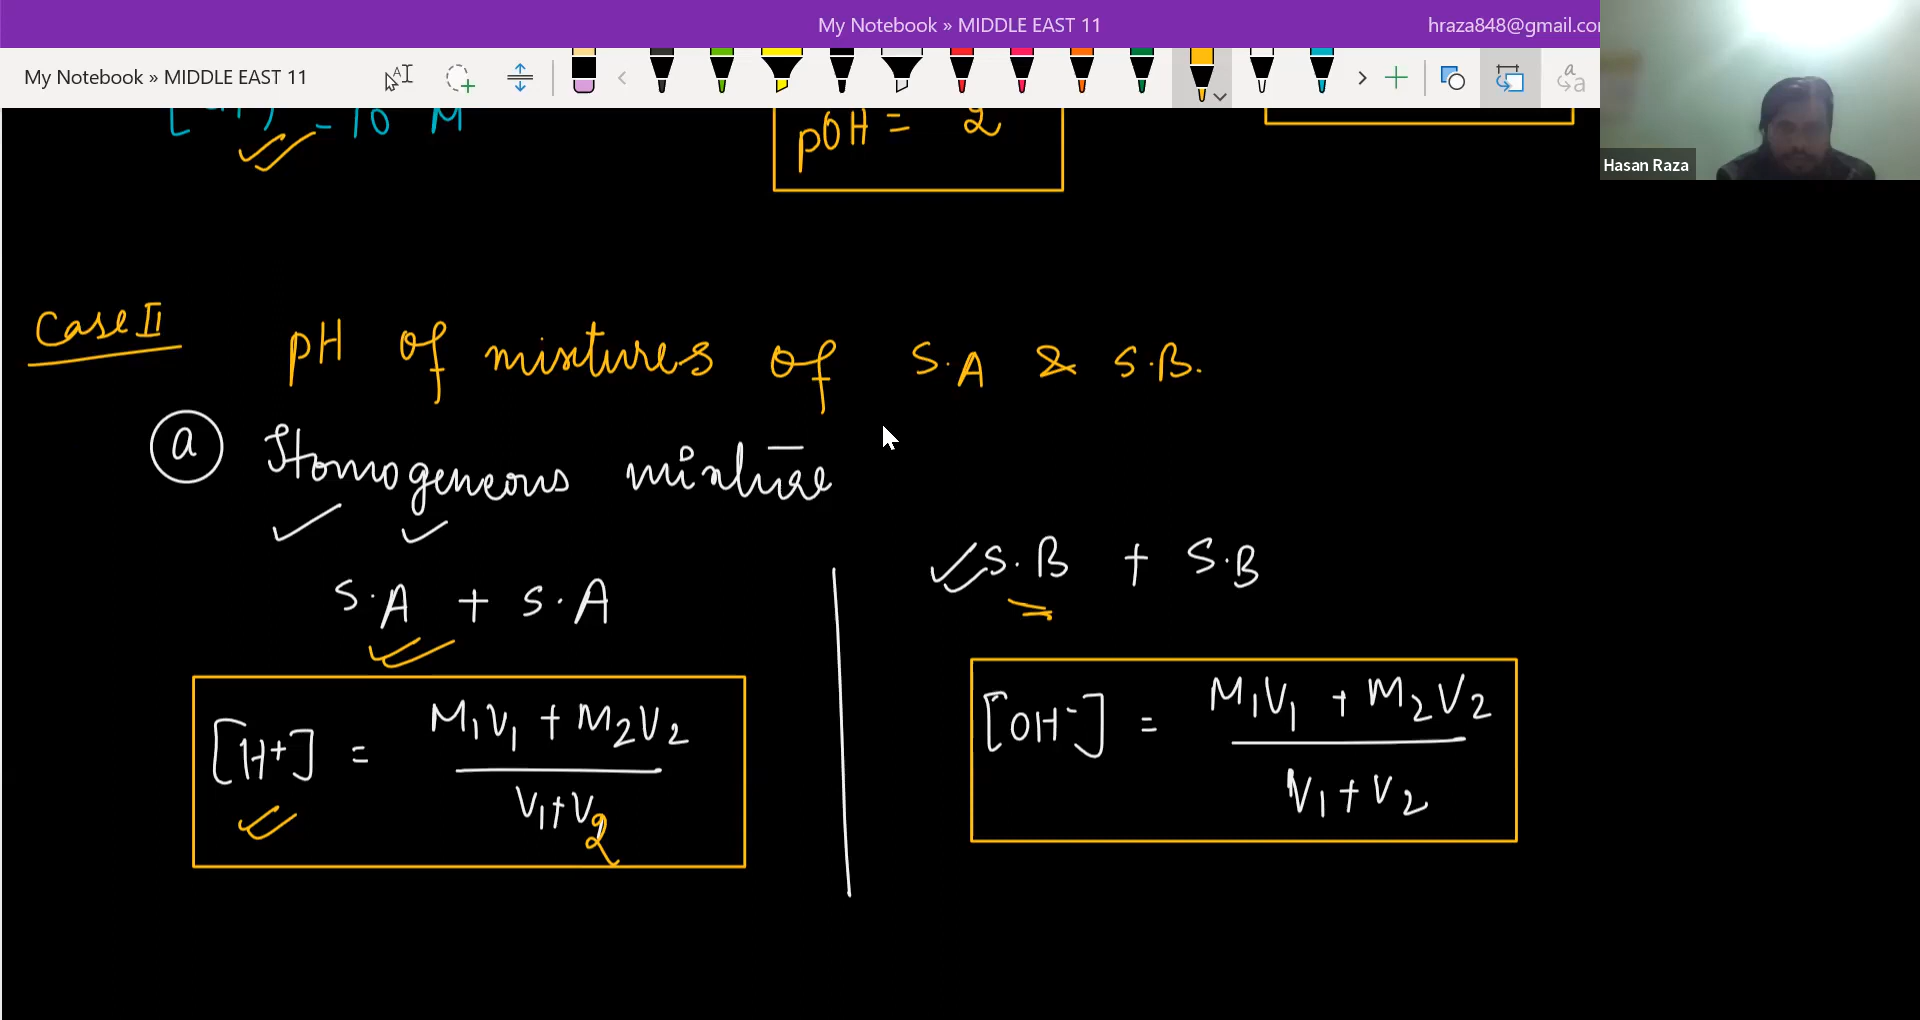 My Notebook » MIDDLE EAST 11
hraza848@gmail.co
My Notebook » MIDDLE EAST 11
= 10 M
pOH = 2
Hasan Raza
Case II
pH of mixtures of S.A & S.B.
a Homogeneous mixture
S.A + S.A
S.B + S.B
[H+] = M₁V₁ + M₂V₂
V₁+V₂
[OH⁻] = M₁V₁ + M₂V₂
V₁+V₂